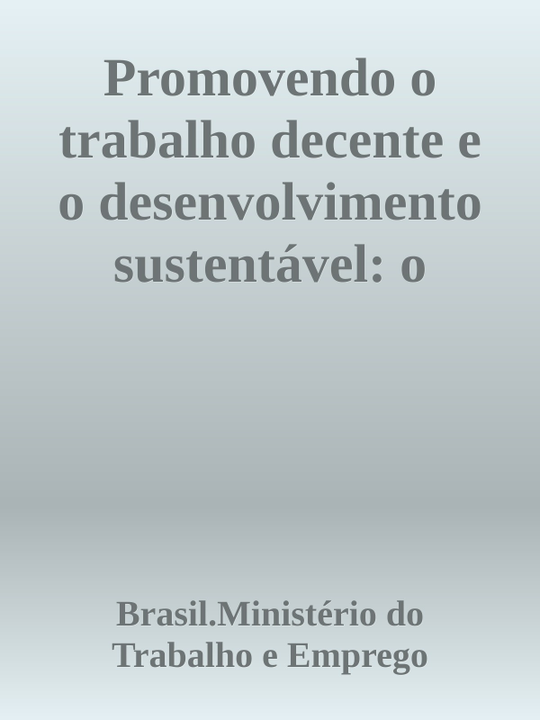 Promovendo o
trabalho decente e
o desenvolvimento
sustentável: o
Brasil.Ministério do
Trabalho e Emprego